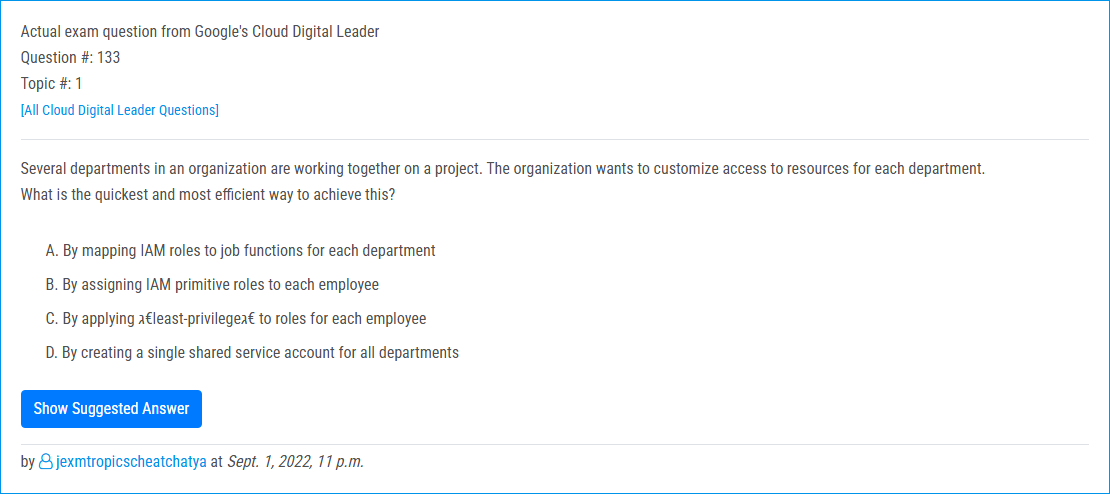 Actual exam question from Google's Cloud Digital Leader
Question #: 133
Topic #: 1
[All Cloud Digital Leader Questions]
Several departments in an organization are working together on a project. The organization wants to customize access to resources for each department.
What is the quickest and most efficient way to achieve this?
A. By mapping IAM roles to job functions for each department
B. By assigning IAM primitive roles to each employee
C. By applying ג€least-privilegeג€ to roles for each employee
D. By creating a single shared service account for all departments
Show Suggested Answer
by jexmtropicscheatchatya at Sept. 1, 2022, 11 p.m.